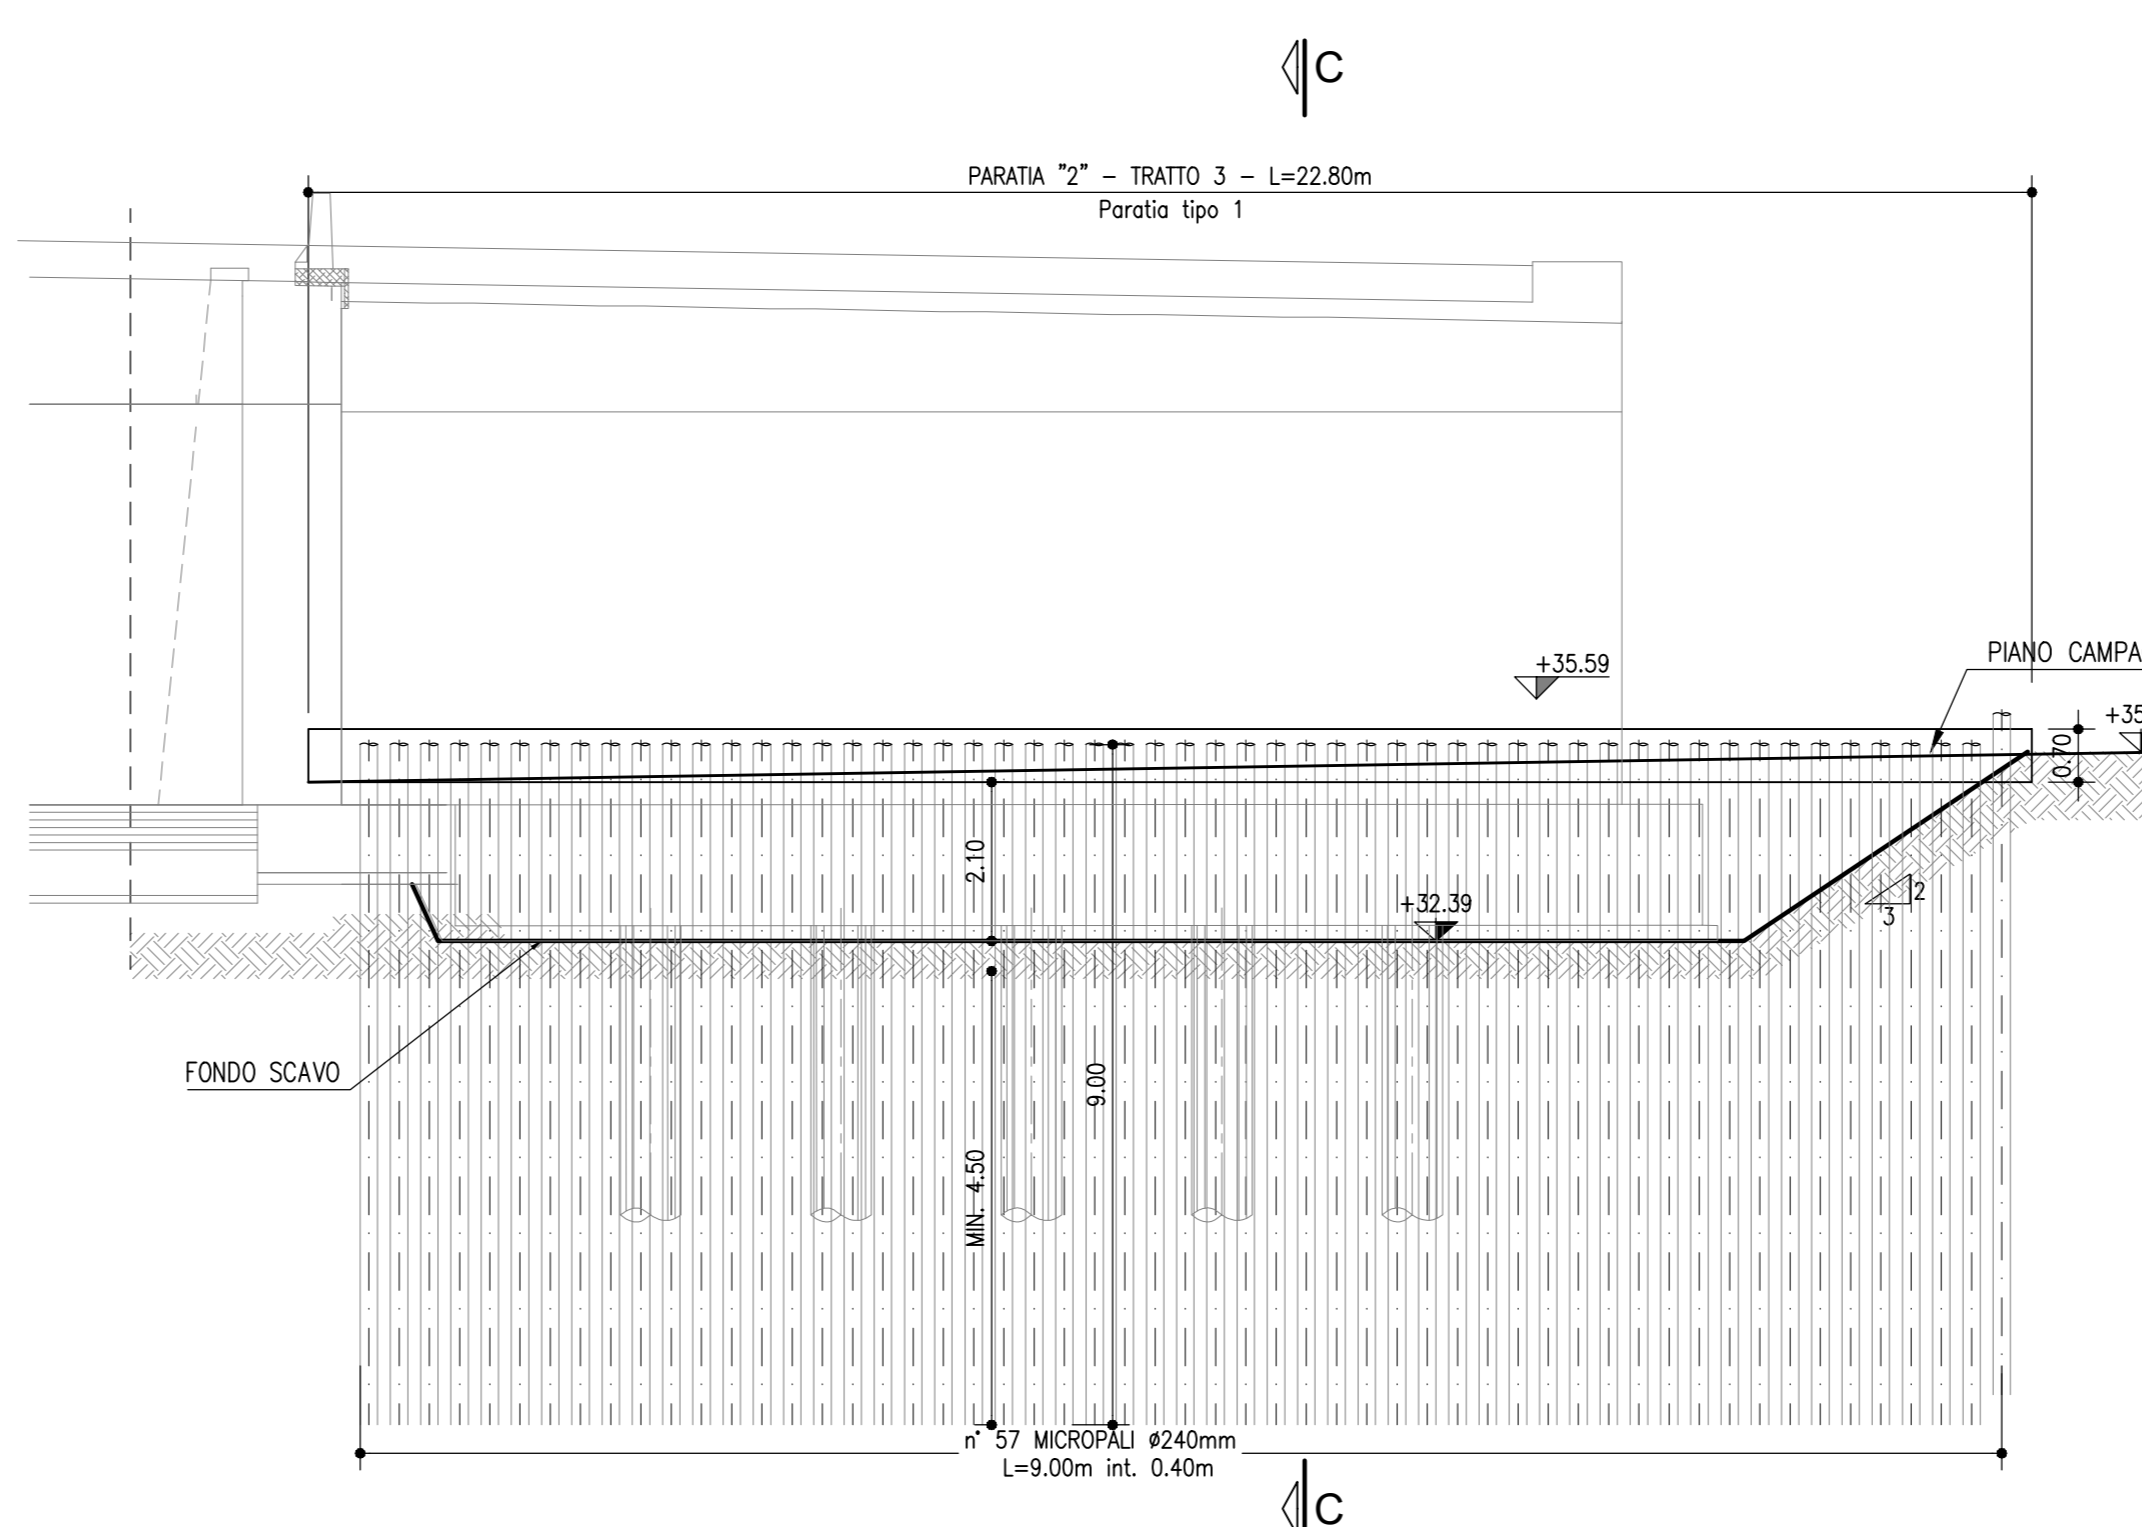 C
PARATIA "2" – TRATTO 3 – L=22.80m
Paratia tipo 1
+35.59
PIANO CAMPA
+35
0.70
2.10
+32.39
2
3
FONDO SCAVO
9.00
MIN. 4.50
n° 57 MICROPALI ø240mm
L=9.00m int. 0.40m
C